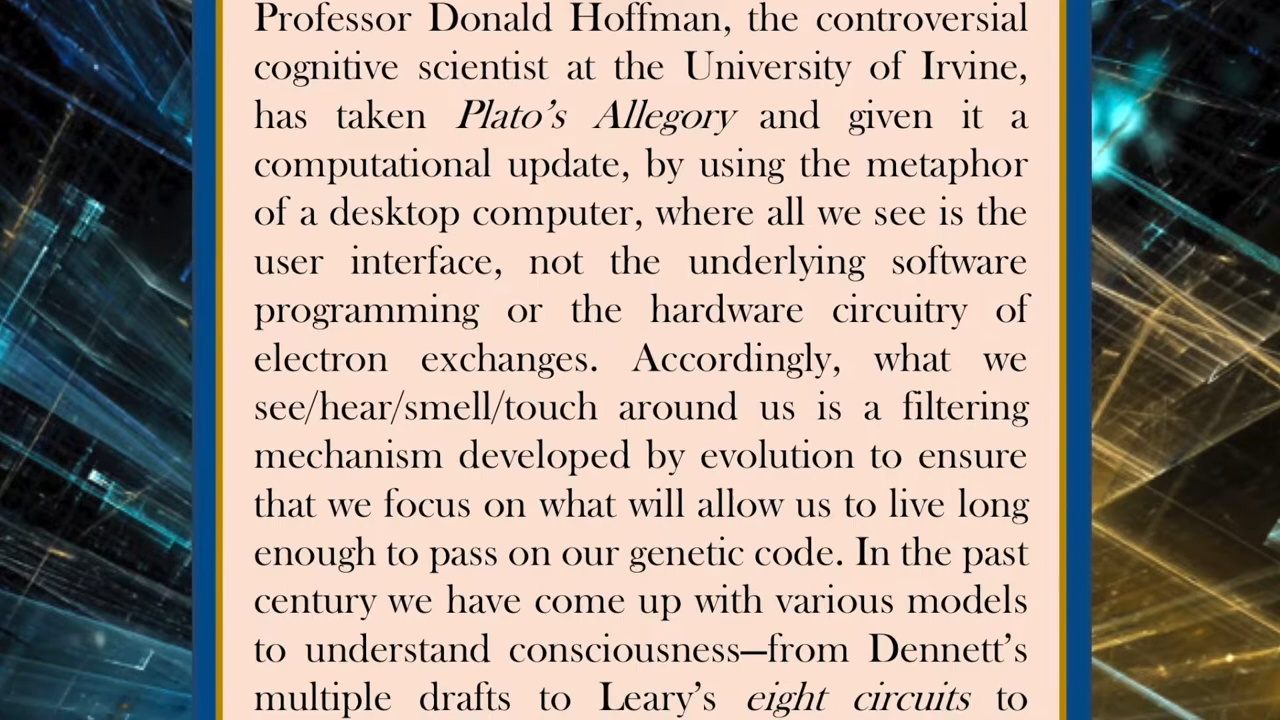 Professor Donald Hoffman, the controversial
cognitive scientist at the University of Irvine,
has taken Plato’s Allegory and given it a
computational update, by using the metaphor
of a desktop computer, where all we see is the
user interface, not the underlying software
programming or the hardware circuitry of
electron exchanges. Accordingly, what we
see/hear/smell/touch around us is a filtering
mechanism developed by evolution to ensure
that we focus on what will allow us to live long
enough to pass on our genetic code. In the past
century we have come up with various models
to understand consciousness—from Dennett’s
multiple drafts to Leary’s eight circuits to